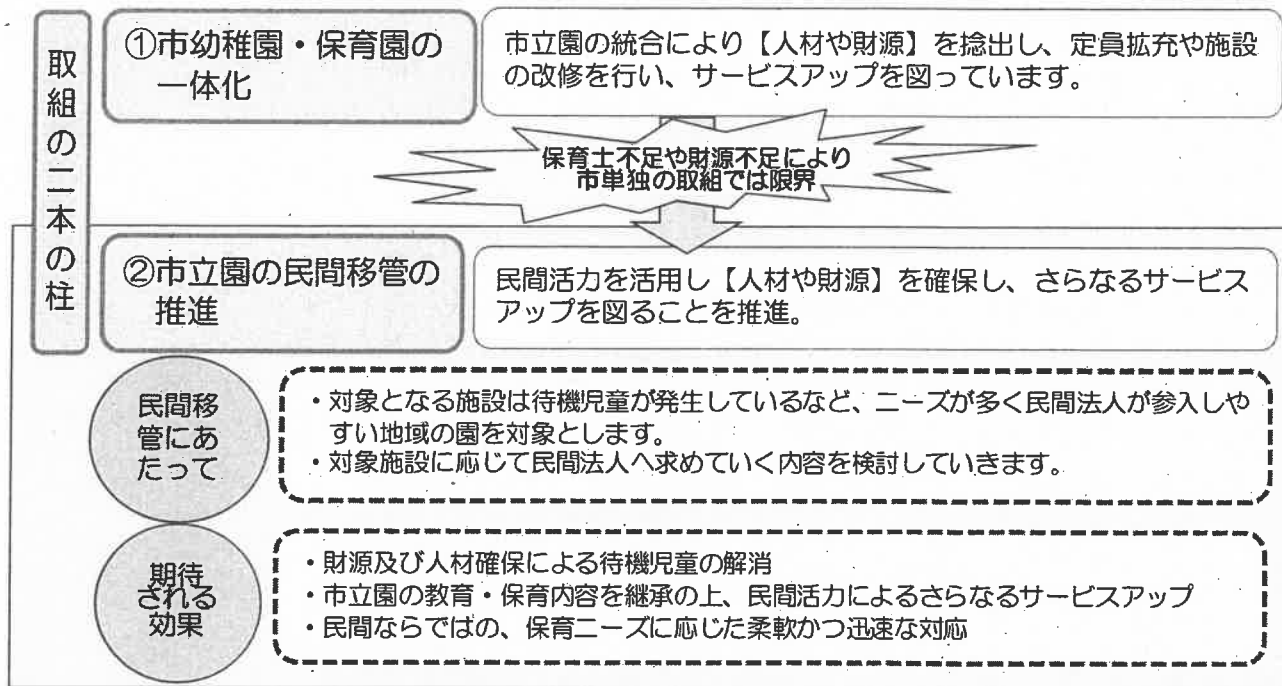 取組の二本の柱
①市幼稚園・保育園の
一体化
市立園の統合により【人材や財源】を捻出し、定員拡充や施設
の改修を行い、サービスアップを図っています。
保育士不足や財源不足により
市単独の取組では限界
②市立園の民間移管の
推進
民間活力を活用し【人材や財源】を確保し、さらなるサービス
アップを図ることを推進。
民間移
管にあ
たって
・対象となる施設は待機児童が発生しているなど、ニーズが多く民間法人が参入しや
すい地域の園を対象とします。
・対象施設に応じて民間法人へ求めていく内容を検討していきます。
期待
される
効果
・財源及び人材確保による待機児童の解消
・市立園の教育・保育内容を継承の上、民間活力によるさらなるサービスアップ
・民間ならではの、保育ニーズに応じた柔軟かつ迅速な対応